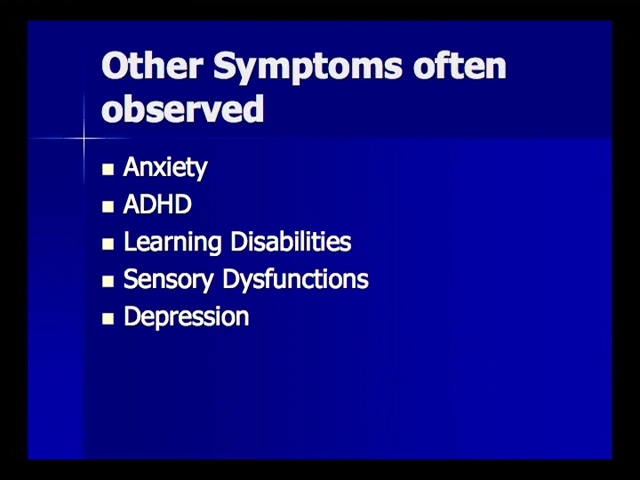 Other Symptoms often
observed
Anxiety
ADHD
Learning Disabilities
Sensory Dysfunctions
Depression